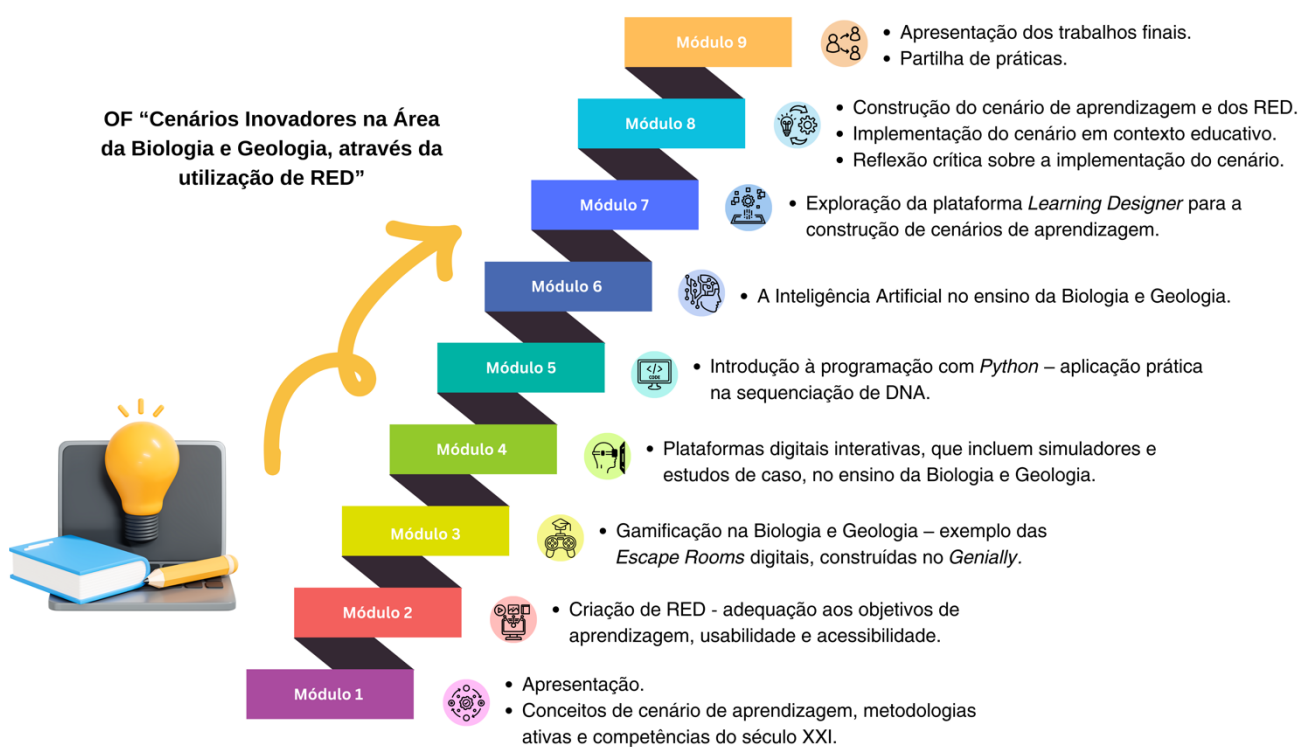 OF “Cenários Inovadores na Área
da Biologia e Geologia, através da
utilização de RED”
Módulo 9
• Apresentação dos trabalhos finais.
• Partilha de práticas.
Módulo 8
• Construção do cenário de aprendizagem e dos RED.
• Implementação do cenário em contexto educativo.
• Reflexão crítica sobre a implementação do cenário.
Módulo 7
• Exploração da plataforma Learning Designer para a
construção de cenários de aprendizagem.
Módulo 6
• A Inteligência Artificial no ensino da Biologia e Geologia.
Módulo 5
</>
CODE
• Introdução à programação com Python – aplicação prática
na sequenciação de DNA.
Módulo 4
• Plataformas digitais interativas, que incluem simuladores e
estudos de caso, no ensino da Biologia e Geologia.
Módulo 3
• Gamificação na Biologia e Geologia – exemplo das
Escape Rooms digitais, construídas no Genially.
Módulo 2
• Criação de RED - adequação aos objetivos de
aprendizagem, usabilidade e acessibilidade.
Módulo 1
• Apresentação.
• Conceitos de cenário de aprendizagem, metodologias
ativas e competências do século XXI.